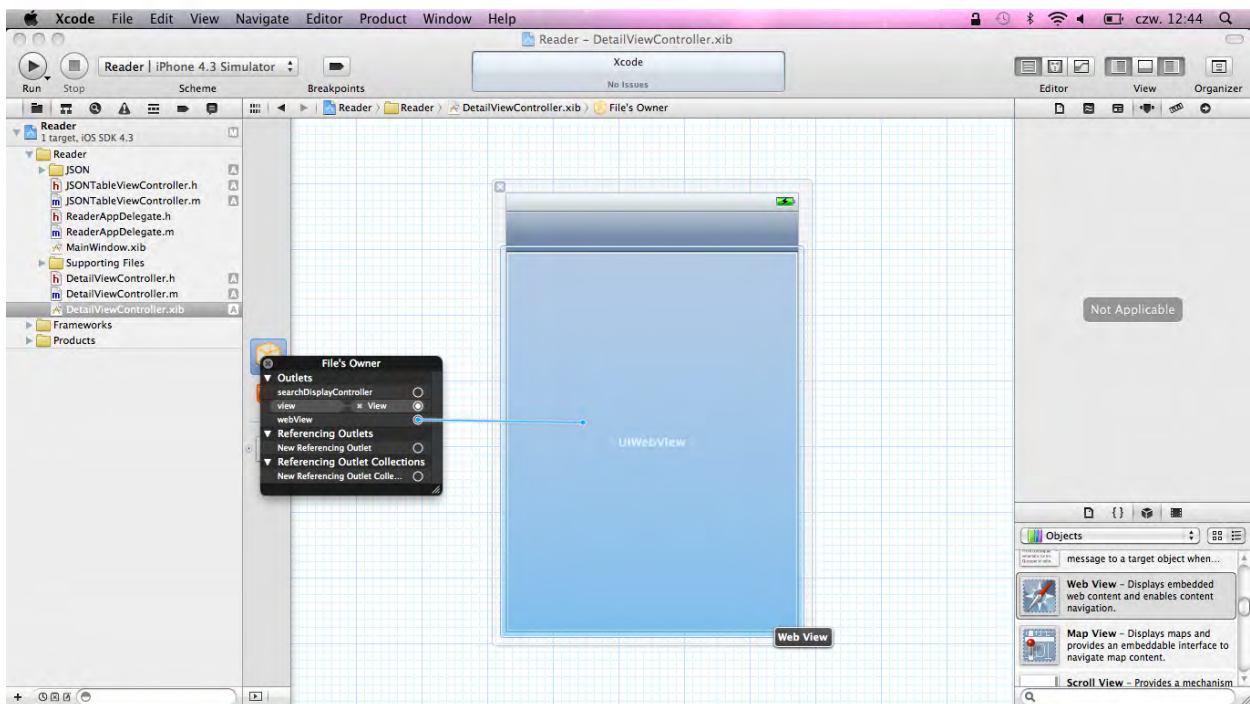 Xcode File Edit View Navigate Editor Product Window Help czw. 12:44
Reader – DetailViewController.xib
Reader | iPhone 4.3 Simulator
Xcode
No Issues
Run Stop Scheme Breakpoints Editor View Organizer
Reader Reader DetailViewController.xib File's Owner
Reader
1 target, iOS SDK 4.3
M
Reader
JSON A
JSONTableViewController.h A
JSONTableViewController.m A
ReaderAppDelegate.h
ReaderAppDelegate.m
MainWindow.xib
Supporting Files
DetailViewController.h A
DetailViewController.m A
DetailViewController.xib A
Frameworks
Products
File's Owner
Outlets
searchDisplayController
view View
webView
Referencing Outlets
New Referencing Outlet
Referencing Outlet Collections
New Referencing Outlet Colle...
UIWebView
Web View
Not Applicable
Objects
message to a target object when...
Web View – Displays embedded
web content and enables content
navigation.
Map View – Displays maps and
provides an embeddable interface to
navigate map content.
Scroll View – Provides a mechanism